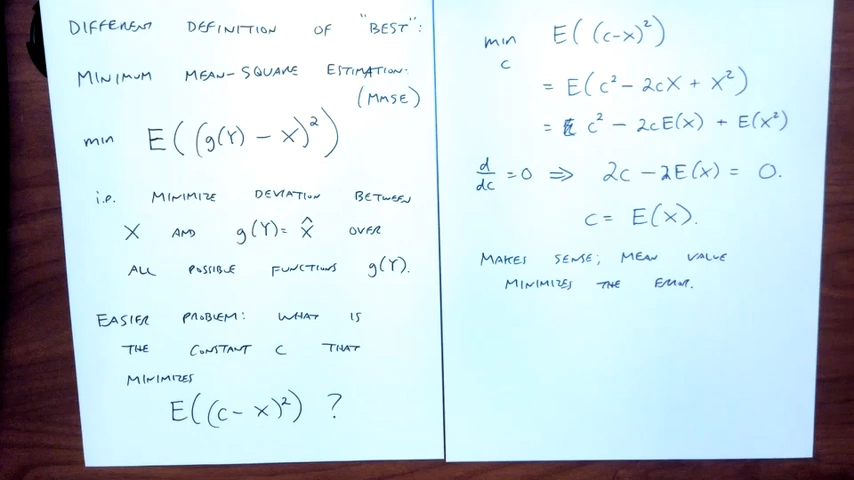 DIFFERENT DEFINITION OF "BEST":
MINIMUM MEAN-SQUARE ESTIMATION:
(MMSE)
min E((g(Y) - X)²)
i.e. MINIMIZE DEVIATION BETWEEN
X AND g(Y) = X̂ OVER
ALL POSSIBLE FUNCTIONS g(Y).
EASIER PROBLEM: WHAT IS
THE CONSTANT C THAT
MINIMIZES
E((c - X)²) ?
min E((c-X)²)
c
= E(c² - 2cX + X²)
= c² - 2cE(X) + E(X²)
d/dc = 0 ⇒ 2c - 2E(X) = 0.
c = E(X).
MAKES SENSE; MEAN VALUE
MINIMIZES THE ERROR.